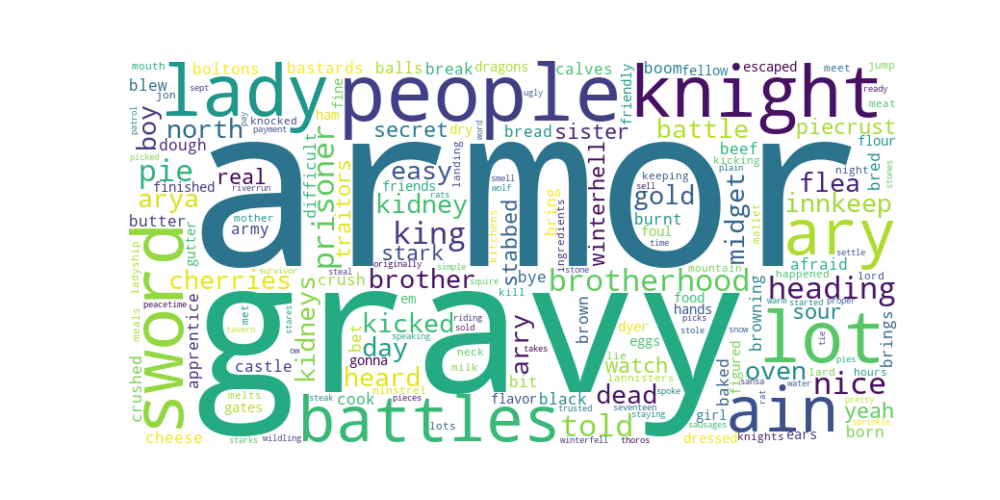 armor
gravy
people
knight
lady
sword
battles
lot
ary
ain
brotherhood
heading
brother
kidney
prisoner
north
king
told
kicked
nice
cherries
innkeep
battle
day
dead
pie
arya
easy
gold
flea
midget
oven
heard
watch
real
secret
sister
piecrust
winterhell
kidneys
arry
stabbed
stark
traitors
boy
sour
yeah
born
mouth
boltons
bastards
balls
break
dragons
calves
boom
fellow
escaped
meet
jump
blew
jon
sept
pay
knocked
payment
ham
fine
ugly
friendly
ready
meat
patrol
dough
dry
bread
word
beef
flour
picked
finished
riverrun
difficult
friends
rats
landing
smell
wolf
keeping
sell
kicking
plain
night
bred
stones
butter
gutter
mother
army
kitchens
ingredients
bring
burnt
foul
time
mallet
settle
ladyship
survivor
steal
crush
originally
simple
squire
bye
kill
stone
mountain
afraid
happened
lord
peacetime
apprentice
met
tavern
stares
ow
em
riding
sold
speaking
bet
gonna
neck
milk
takes
brown
food
hands
picks
stole
snow
browning
warm
started
proper
tie
brings
dyer
eggs
lie
lannisters
figured
baked
sansa
lard
water
pies
hours
meals
crushed
castle
melts
gates
minstrel
bit
steak
cook
pieces
flavor
black
trusted
seventeen
spoke
staying
girl
rat
pretty
sprinkle
cheese
starks
wildling
lots
winterfell
thoros
sausages
dressed
knights
ears